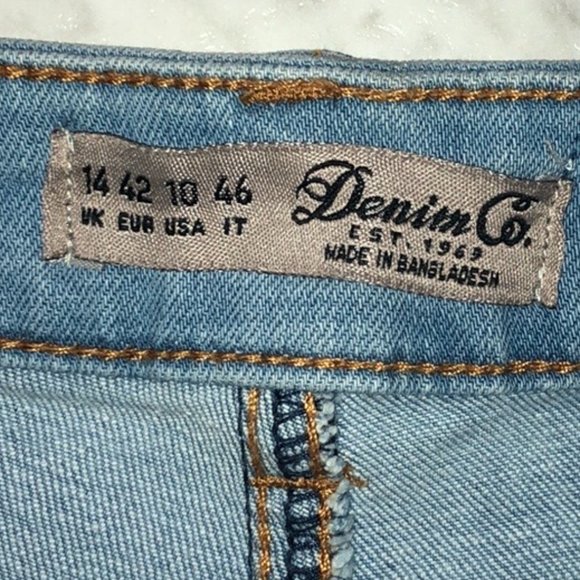 14 42 10 46
UK EUR USA IT
Denim Co.
EST. 1969
MADE IN BANGLADESH